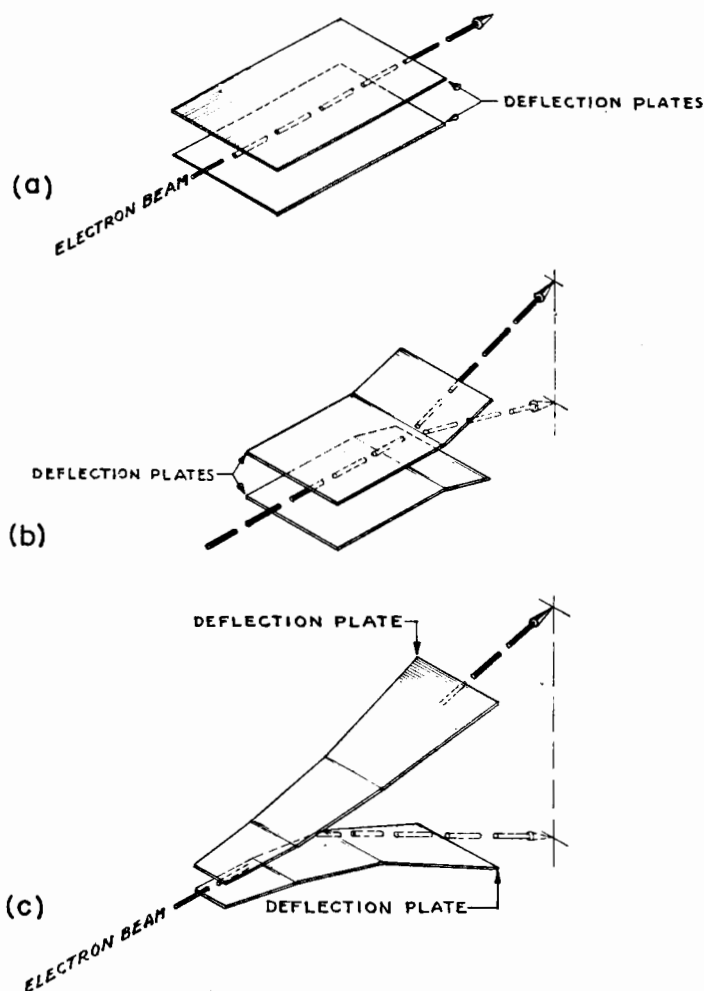 DEFLECTION PLATES
(a)
ELECTRON BEAM
DEFLECTION PLATES
(b)
DEFLECTION PLATE
(c)
DEFLECTION PLATE
ELECTRON BEAM